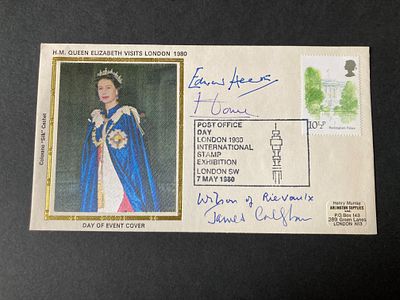 H.M. QUEEN ELIZABETH VISITS LONDON 1980
Colorano "Silk" Cachet
DAY OF EVENT COVER
Edward Heath
Home
10½P
Buckingham Palace
POST OFFICE
DAY
LONDON 1980
INTERNATIONAL
STAMP
EXHIBITION
LONDON SW
7 MAY 1980
Wilson of Rievaulx
James Callaghan
Henry Murray
ARLINGTON SUPPLIES
P.O. Box 143
289 Green Lanes
LONDON N13